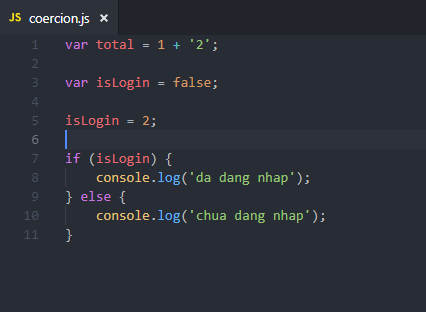 JS coercion.js ×
1 var total = 1 + '2';
2
3 var isLogin = false;
4
5 isLogin = 2;
6
7 if (isLogin) {
8     console.log('da dang nhap');
9 } else {
10     console.log('chua dang nhap');
11 }